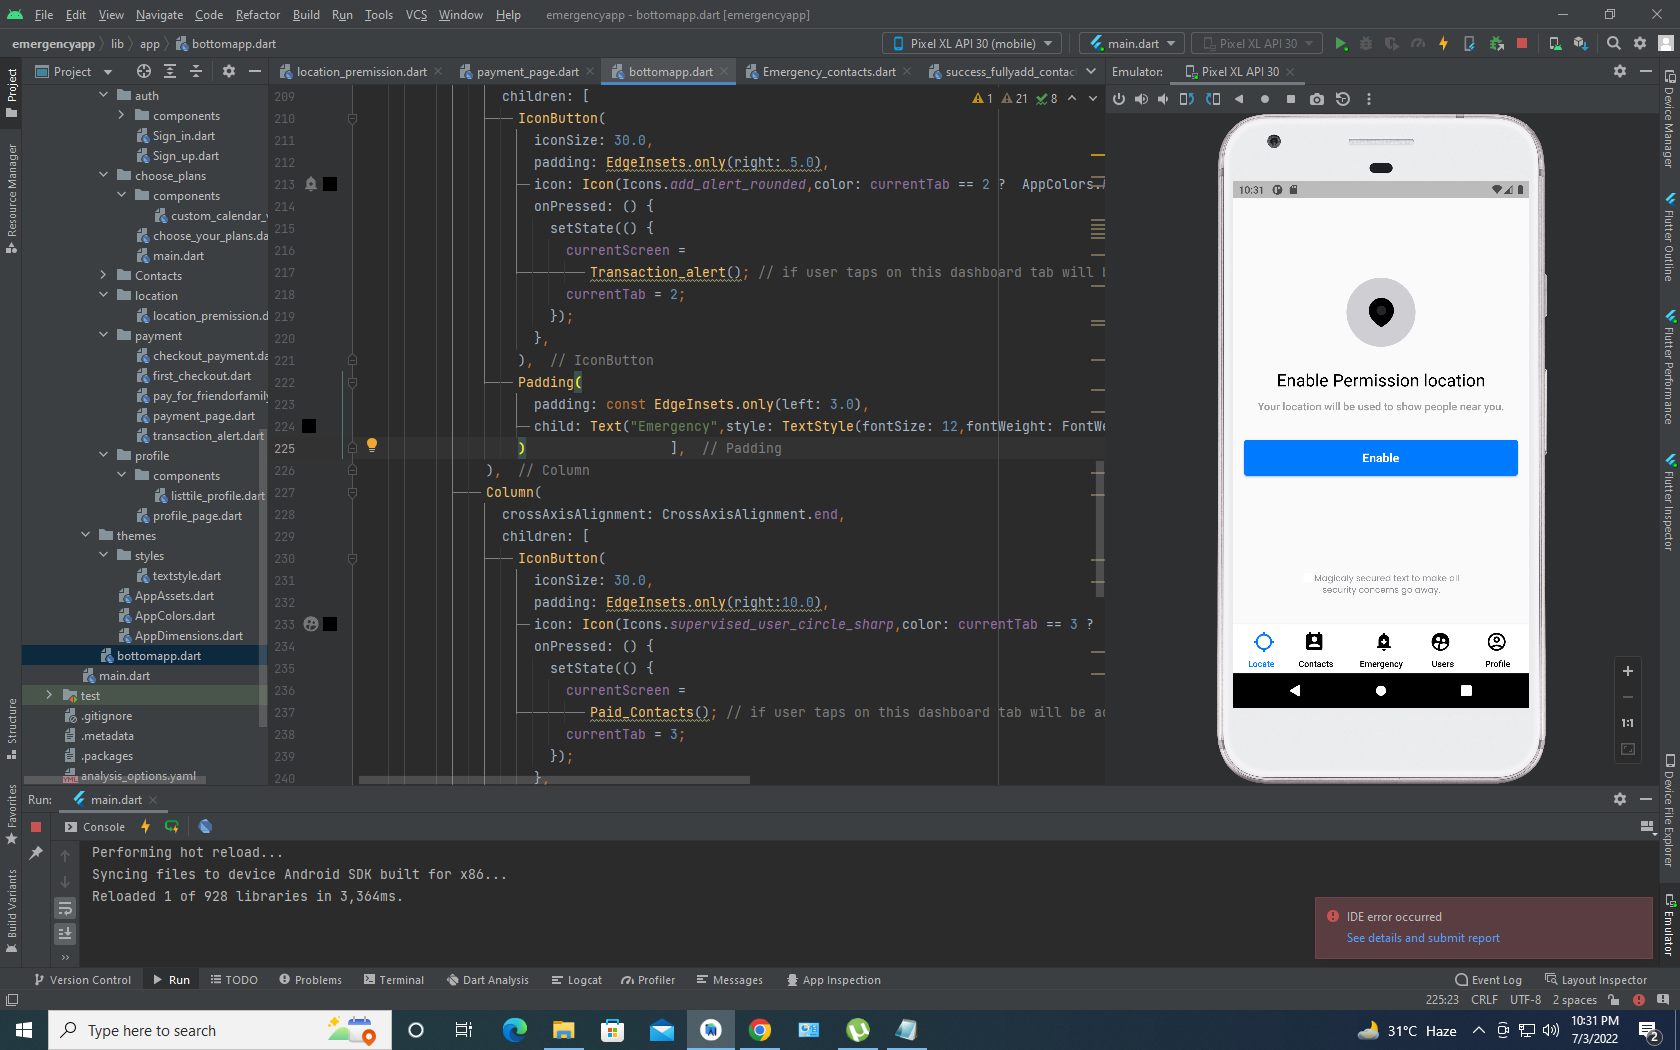 File Edit View Navigate Code Refactor Build Run Tools VCS Window Help emergencyapp - bottomapp.dart [emergencyapp]
emergencyapp lib app bottomapp.dart Pixel XL API 30 (mobile) main.dart Pixel XL API 30
Project location_premission.dart payment_page.dart bottomapp.dart Emergency_contacts.dart success_fullyadd_contac Emulator: Pixel XL API 30
Project
Resource Manager
Structure
Favorites
Build Variants
auth
components
Sign_in.dart
Sign_up.dart
choose_plans
components
custom_calendar_
choose_your_plans.da
main.dart
Contacts
location
location_premission.d
payment
checkout_payment.da
first_checkout.dart
pay_for_friendorfamily
payment_page.dart
transaction_alert.dart
profile
components
listtile_profile.dart
profile_page.dart
themes
styles
textstyle.dart
AppAssets.dart
AppColors.dart
AppDimensions.dart
bottomapp.dart
main.dart
test
.gitignore
.metadata
.packages
analysis_options.yaml
1 21 8
209 children: [
210 IconButton(
211 iconSize: 30.0,
212 padding: EdgeInsets.only(right: 5.0),
213 icon: Icon(Icons.add_alert_rounded,color: currentTab == 2 ? AppColors.
214 onPressed: () {
215 setState(() {
216 currentScreen =
217 Transaction_alert(); // if user taps on this dashboard tab will b
218 currentTab = 2;
219 });
220 },
221 ), // IconButton
222 Padding(
223 padding: const EdgeInsets.only(left: 3.0),
224 child: Text("Emergency",style: TextStyle(fontSize: 12,fontWeight: FontWe
225 ) ], // Padding
226 ), // Column
227 Column(
228 crossAxisAlignment: CrossAxisAlignment.end,
229 children: [
230 IconButton(
231 iconSize: 30.0,
232 padding: EdgeInsets.only(right:10.0),
233 icon: Icon(Icons.supervised_user_circle_sharp,color: currentTab == 3 ?
234 onPressed: () {
235 setState(() {
236 currentScreen =
237 Paid_Contacts(); // if user taps on this dashboard tab will be ac
238 currentTab = 3;
239 });
240 },
10:31
Enable Permission location
Your location will be used to show people near you.
Enable
Magically secured text to make all
security concerns go away.
Locate Contacts Emergency Users Profile
1:1
Device Manager
Flutter Outline
Flutter Performance
Flutter Inspector
Device File Explorer
Emulator
Run: main.dart
Console
Performing hot reload...
Syncing files to device Android SDK built for x86...
Reloaded 1 of 928 libraries in 3,364ms.
IDE error occurred
See details and submit report
Version Control Run TODO Problems Terminal Dart Analysis Logcat Profiler Messages App Inspection Event Log Layout Inspector
225:23 CRLF UTF-8 2 spaces
Type here to search 31°C Haze 10:31 PM
7/3/2022
2